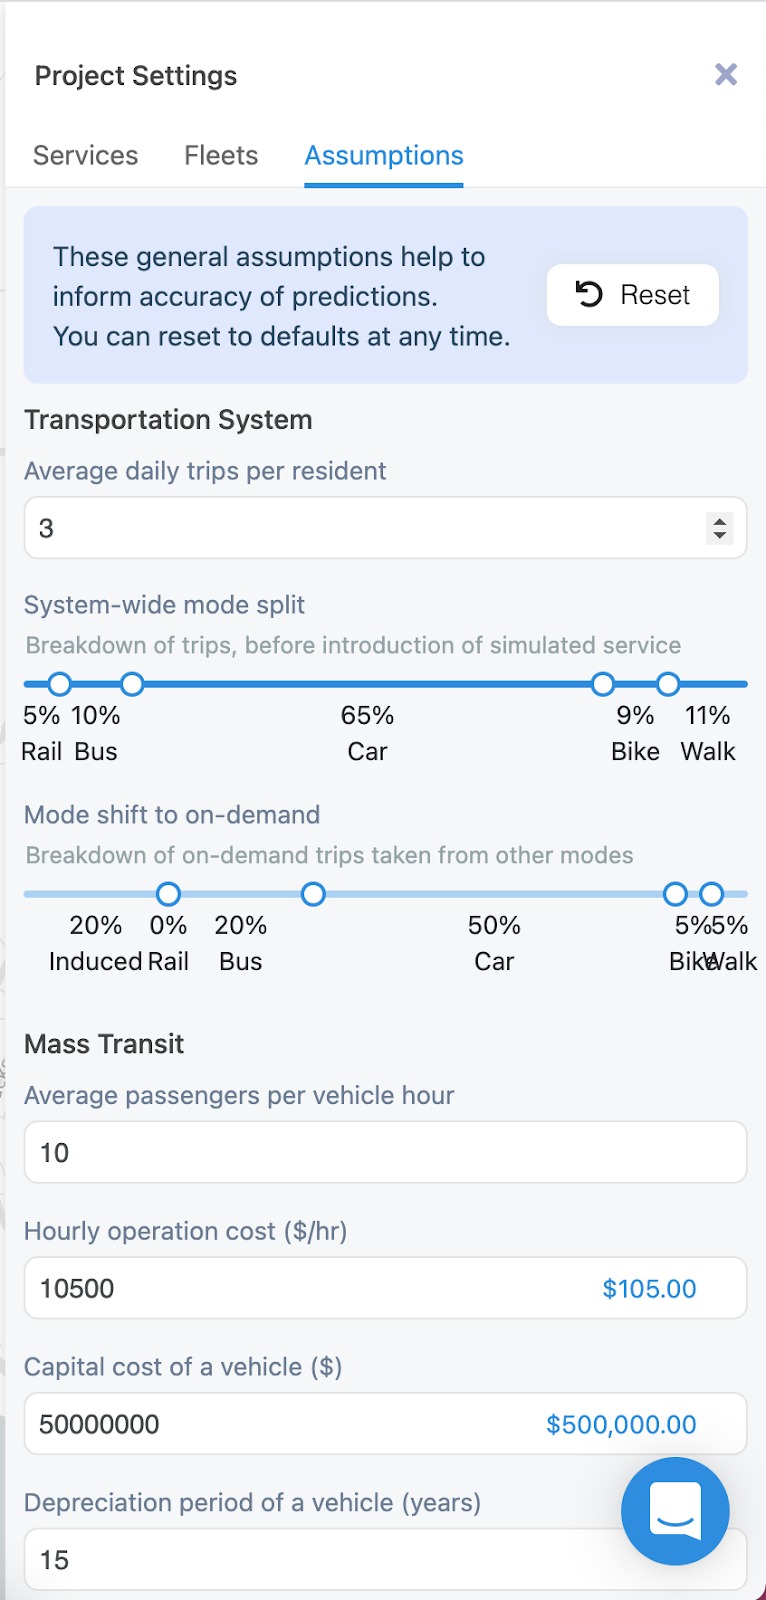 Project Settings
Services Fleets Assumptions
These general assumptions help to
inform accuracy of predictions.
You can reset to defaults at any time.
Reset
Transportation System
Average daily trips per resident
3
System-wide mode split
Breakdown of trips, before introduction of simulated service
5% 10% 65% 9% 11%
Rail Bus Car Bike Walk
Mode shift to on-demand
Breakdown of on-demand trips taken from other modes
20% 0% 20% 50% 5% 5%
Induced Rail Bus Car Bike Walk
Mass Transit
Average passengers per vehicle hour
10
Hourly operation cost ($/hr)
10500 $105.00
Capital cost of a vehicle ($)
50000000 $500,000.00
Depreciation period of a vehicle (years)
15